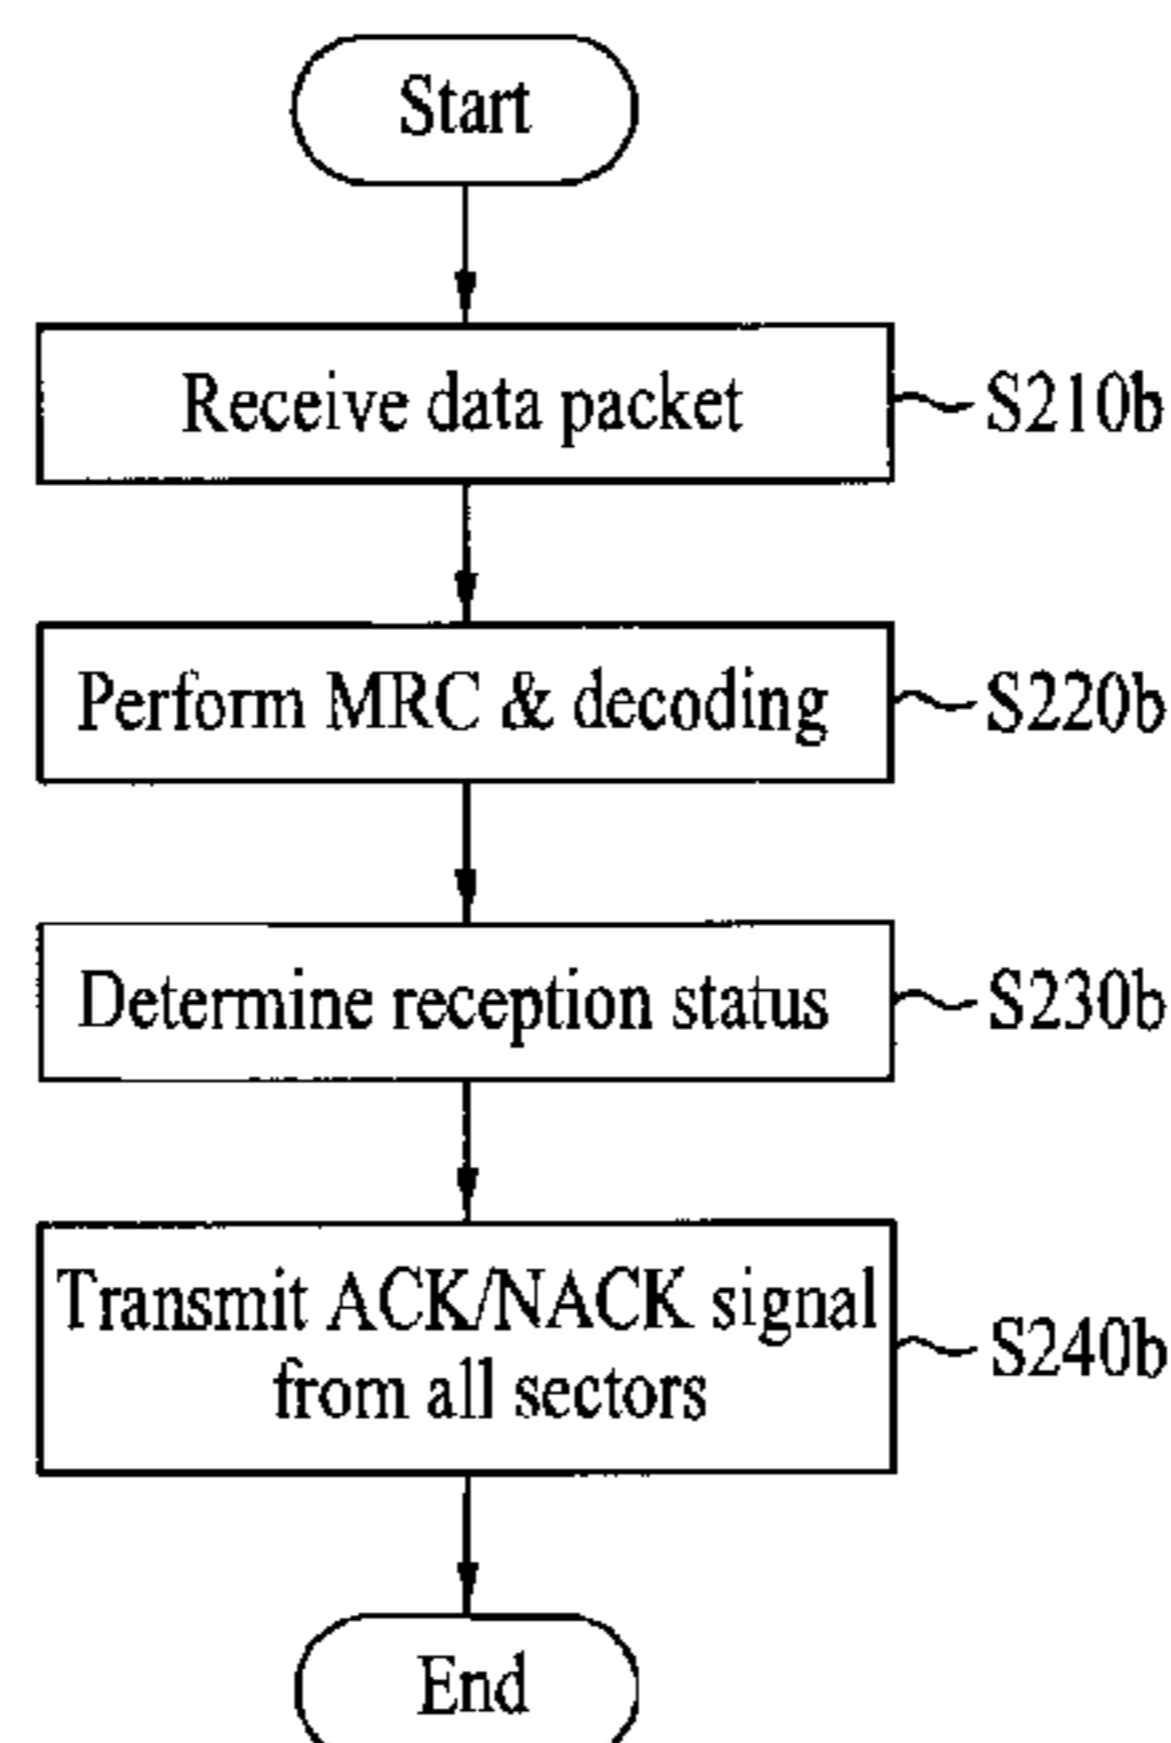 Start
Receive data packet
S210b
Perform MRC & decoding
S220b
Determine reception status
S230b
Transmit ACK/NACK signal
from all sectors
S240b
End